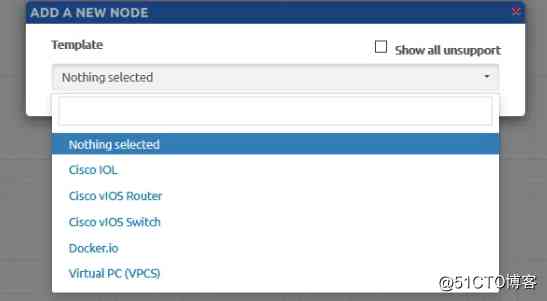 ADD A NEW NODE
Template
Show all unsupport
Nothing selected
Nothing selected
Cisco IOL
Cisco vIOS Router
Cisco vIOS Switch
Docker.io
Virtual PC (VPCS)
@51CTO博客